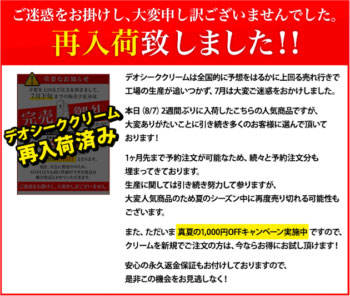 ご迷惑をお掛けし、大変申し訳ございませんでした。
再入荷致しました!!
重要なお知らせ
完売
デオシーククリーム
再入荷済み
デオシーククリームは全国的に予想をはるかに上回る売れ行きで
工場の生産が追いつかず、7月は大変ご迷惑をおかけしました。
本日（8/7）2週間ぶりに入荷したこちらの人気商品ですが、
大変ありがたいことに引き続き多くのお客様に選んで頂いて
おります！
1ヶ月先まで予約注文が可能なため、続々と予約注文分も
埋まってきております。
生産に関しては引き続き努力して参りますが、
大変人気商品のため夏のシーズン中に再度売り切れる可能性も
ございます。
また、ただいま 真夏の1,000円OFFキャンペーン実施中 ですので、
クリームを新規でご注文の方は、今ならお得にお試し頂けます！
安心の永久返金保証もお付けしておりますので、
是非この機会をお見逃しなく！